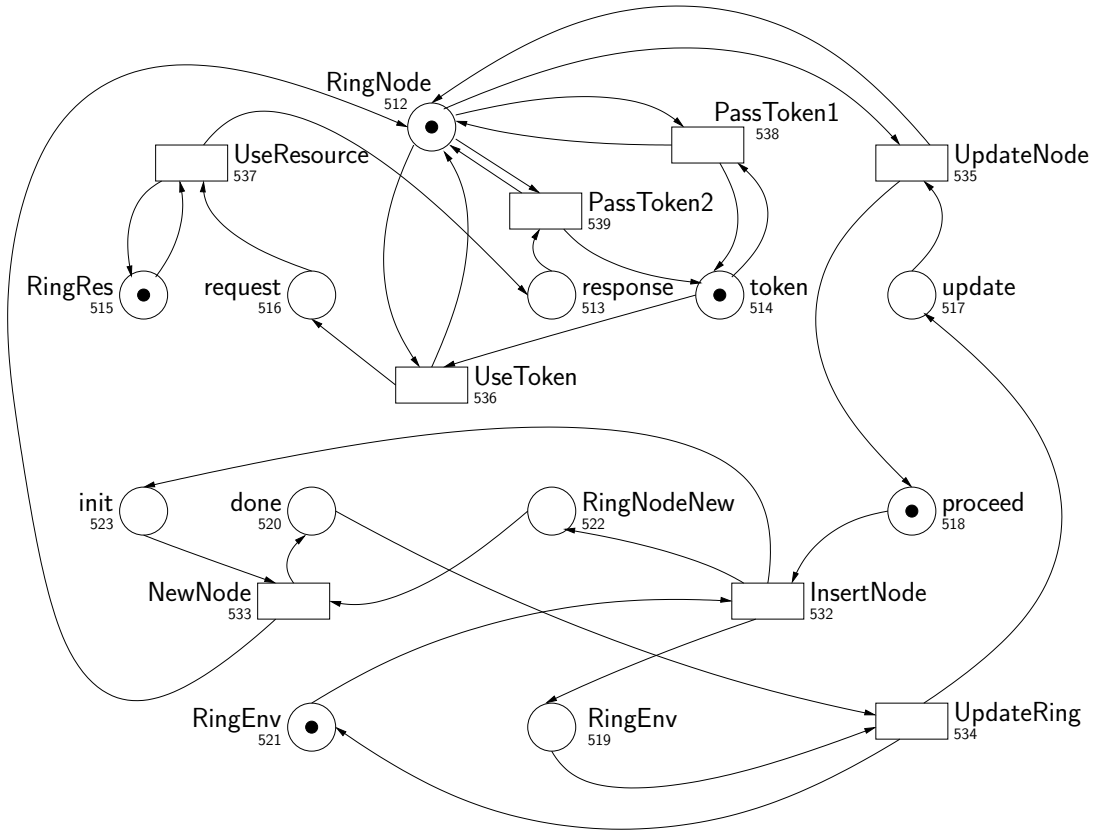 RingNode
512
PassToken1
538
UseResource
537
UpdateNode
535
PassToken2
539
RingRes
515
request
516
response
513
token
514
update
517
UseToken
536
init
523
done
520
RingNodeNew
522
proceed
518
NewNode
533
InsertNode
532
RingEnv
521
RingEnv
519
UpdateRing
534